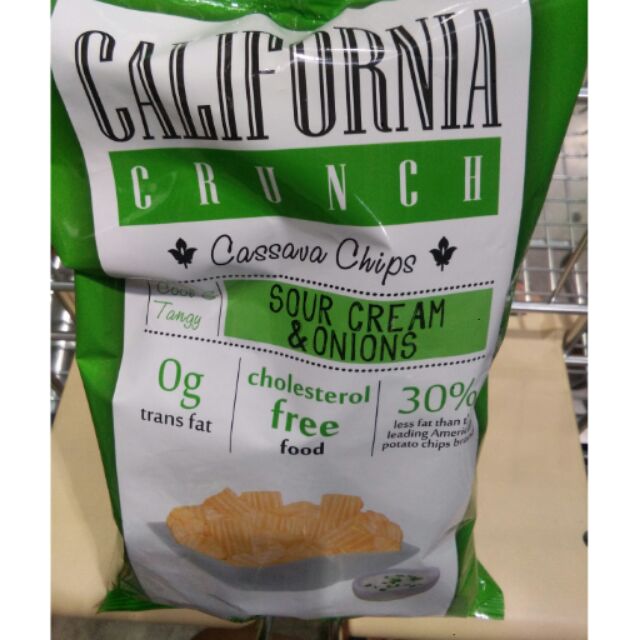 CALIFORNIA
CRUNCH
Cassava Chips
Cool &
Tangy
SOUR CREAM
& ONIONS
0g
trans fat
cholesterol
free
food
30%
less fat than
leading
potato chips